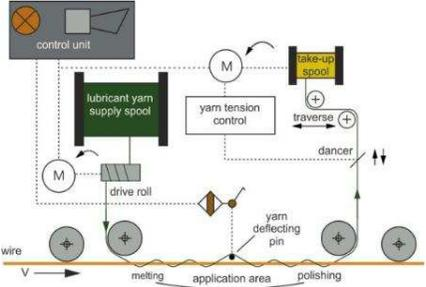 control unit
M
take-up
spool
lubricant yarn
supply spool
yarn tension
control
traverse
dancer
M
drive roll
yarn
deflecting
pin
wire
V
melting
application area
polishing